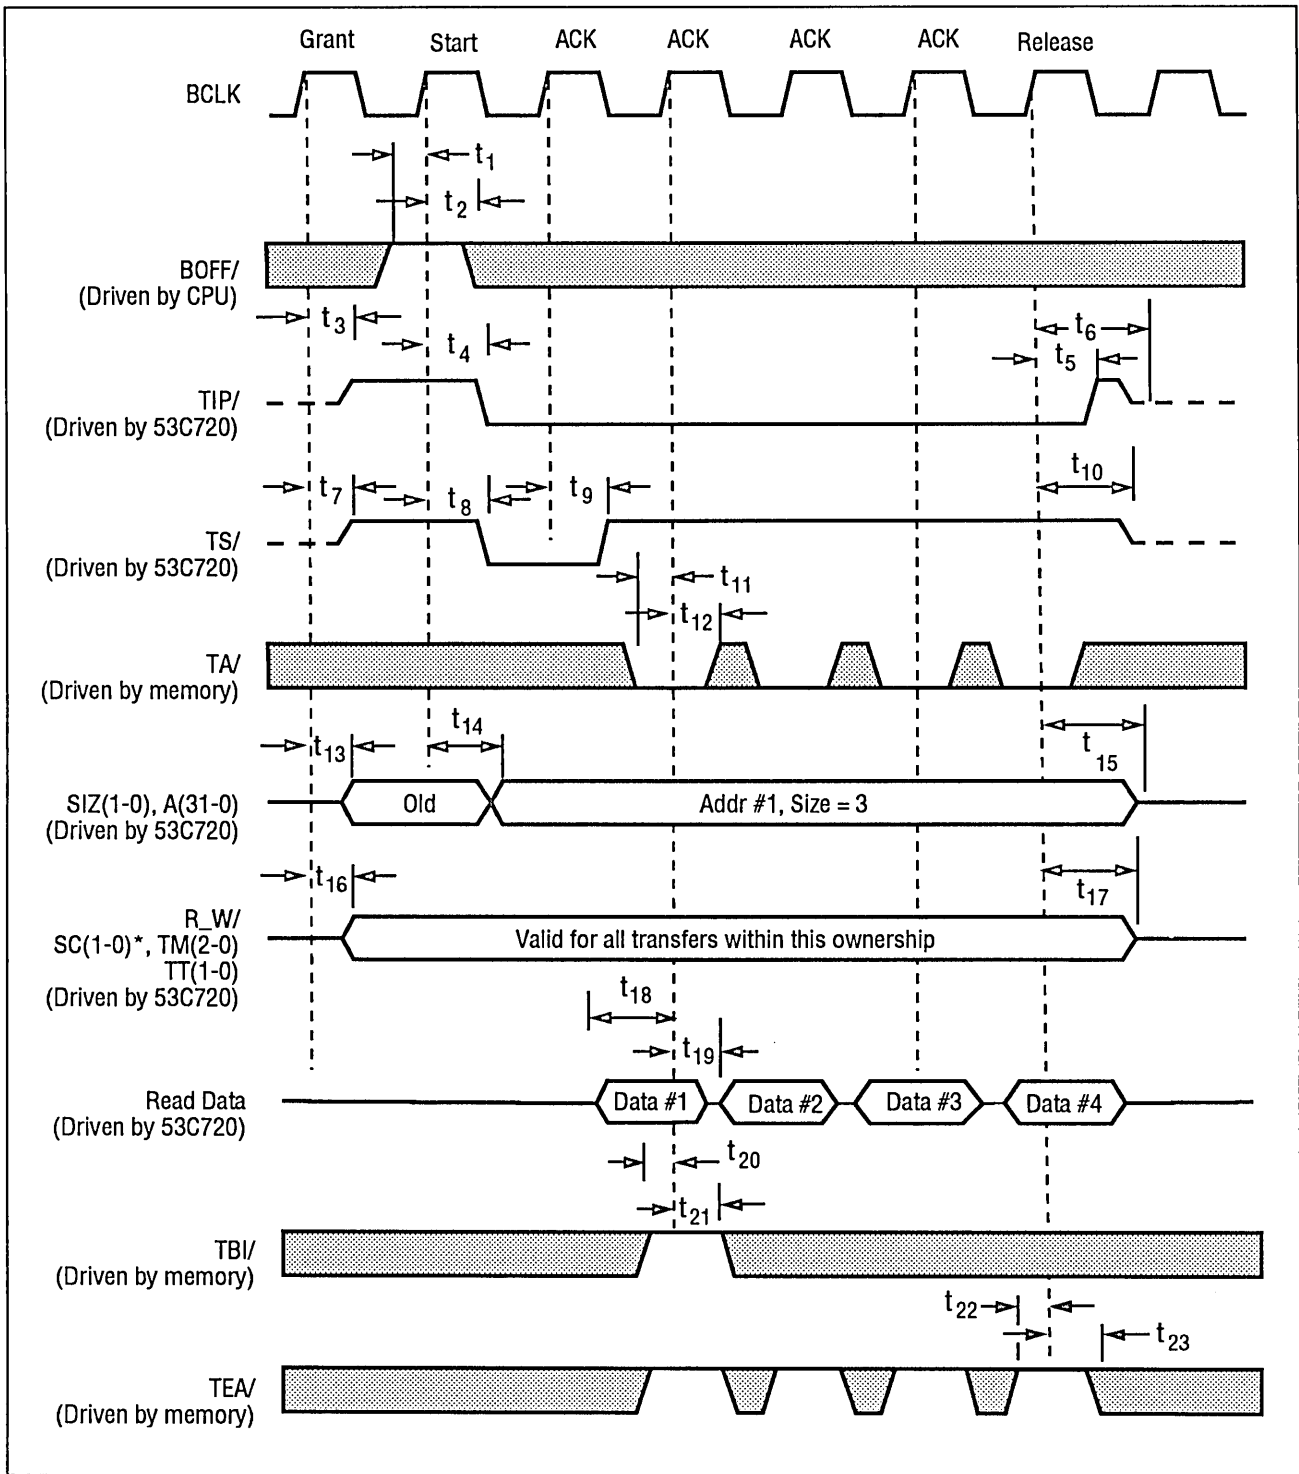 Grant Start ACK ACK ACK ACK Release
BCLK
t1
t2
BOFF/
(Driven by CPU)
t3
t4
t6
t5
TIP/
(Driven by 53C720)
t7
t8
t9
t10
TS/
(Driven by 53C720)
t11
t12
TA/
(Driven by memory)
t13
t14
t15
SIZ(1-0), A(31-0)
(Driven by 53C720)
Old
Addr #1, Size = 3
t16
t17
R_W/
SC(1-0)*, TM(2-0)
TT(1-0)
(Driven by 53C720)
Valid for all transfers within this ownership
t18
t19
Read Data
(Driven by 53C720)
Data #1 Data #2 Data #3 Data #4
t20
t21
TBI/
(Driven by memory)
t22
t23
TEA/
(Driven by memory)